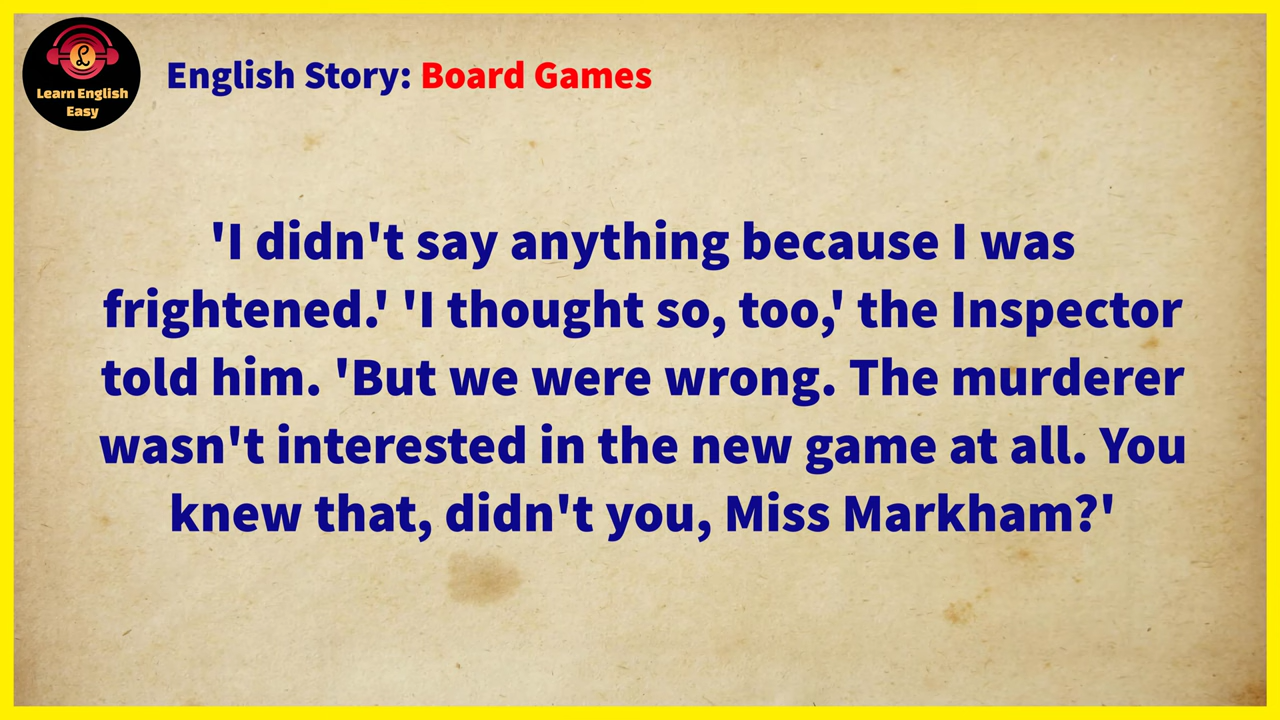 Learn English
Easy
English Story: Board Games
'I didn't say anything because I was
frightened.' 'I thought so, too,' the Inspector
told him. 'But we were wrong. The murderer
wasn't interested in the new game at all. You
knew that, didn't you, Miss Markham?'